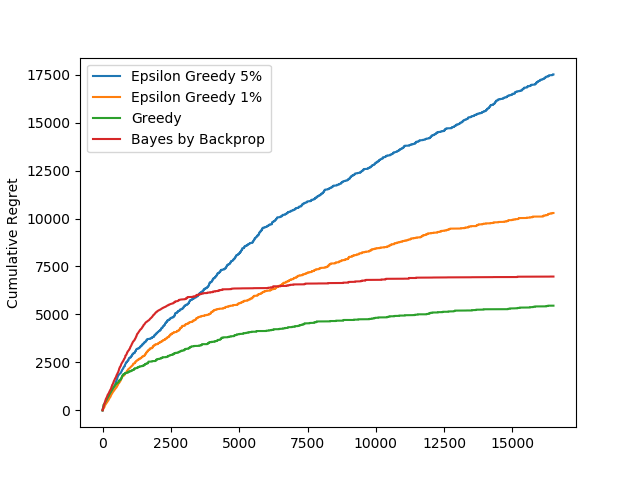 Epsilon Greedy 5%
Epsilon Greedy 1%
Greedy
Bayes by Backprop
Cumulative Regret
17500
15000
12500
10000
7500
5000
2500
0
0 2500 5000 7500 10000 12500 15000